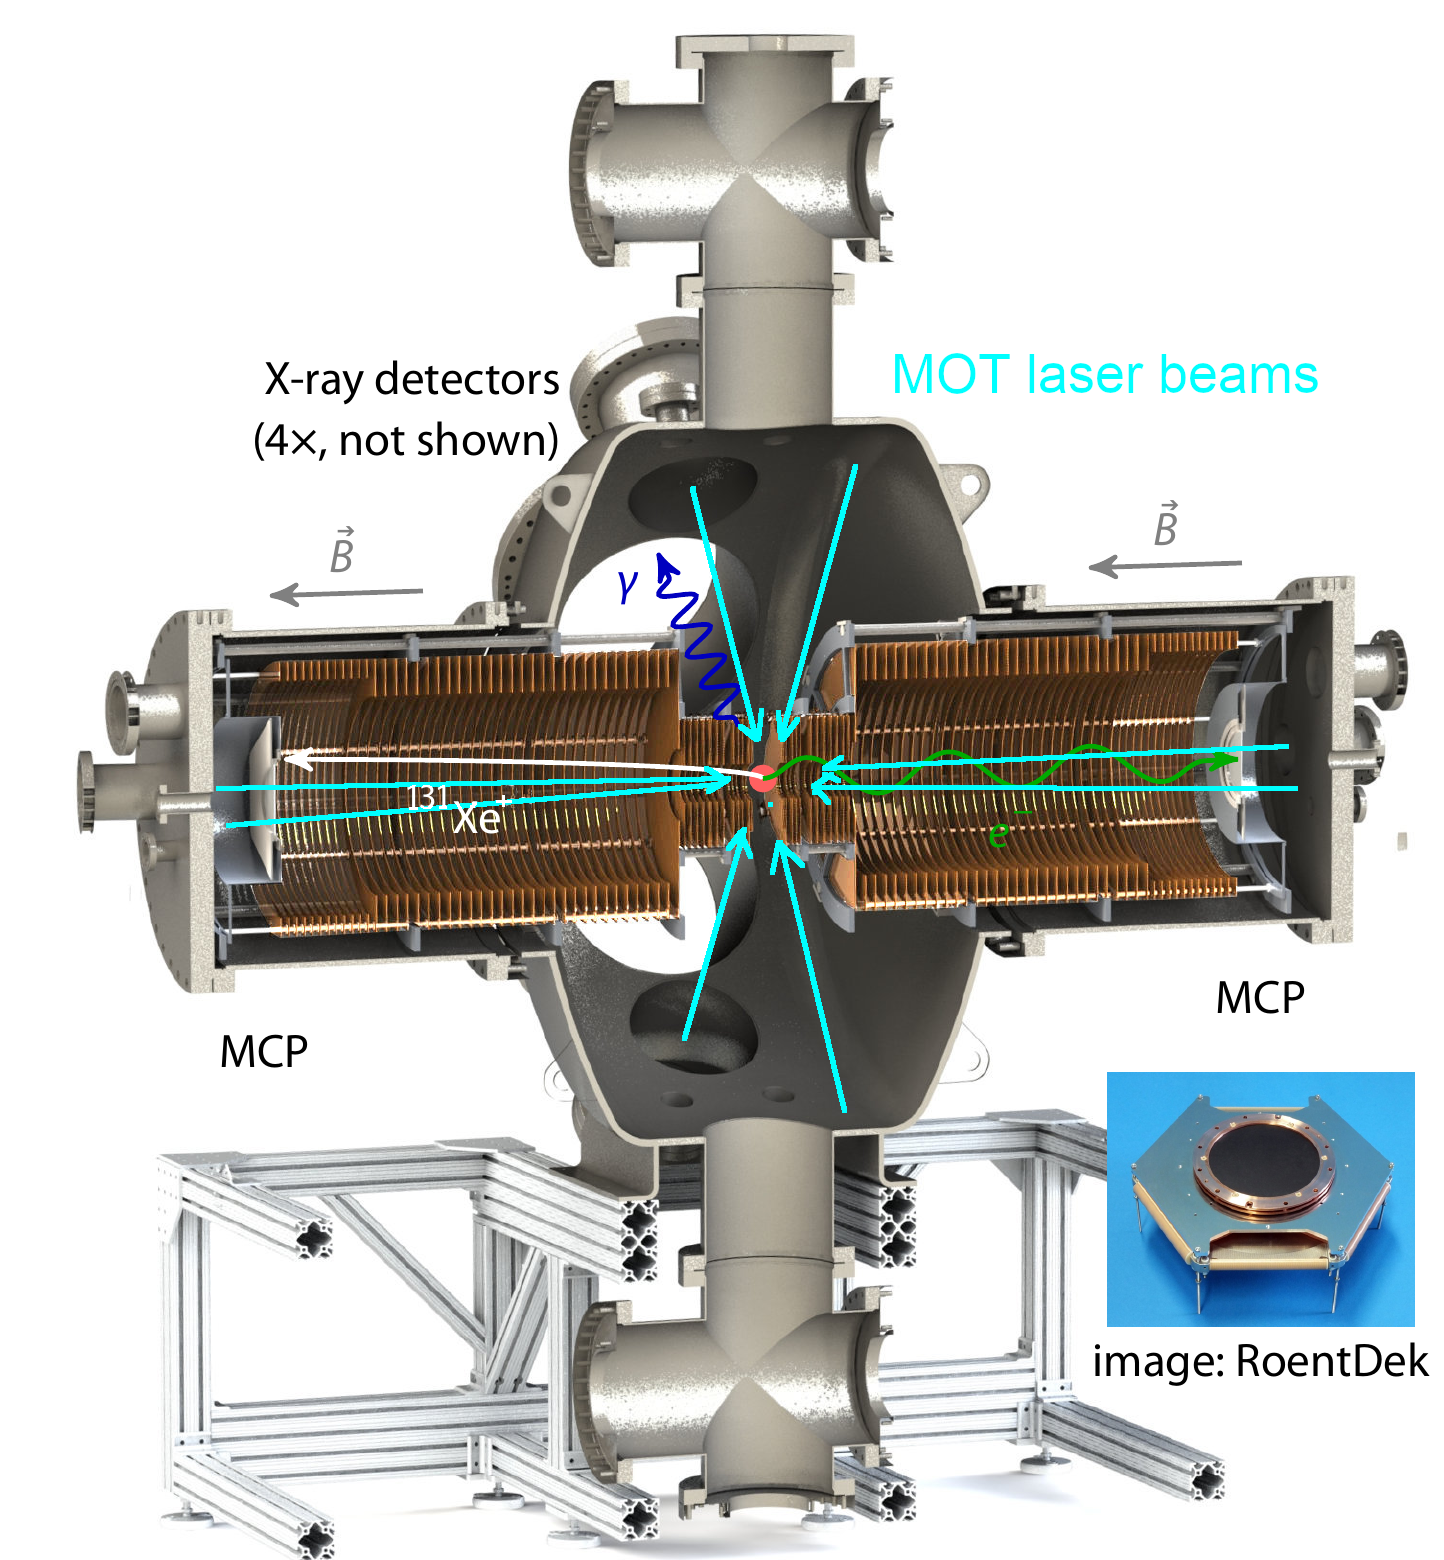 X-ray detectors
(4×, not shown)
MOT laser beams
B⃗
B⃗
γ
¹³¹Xe⁺
e⁻
MCP
MCP
image: RoentDek